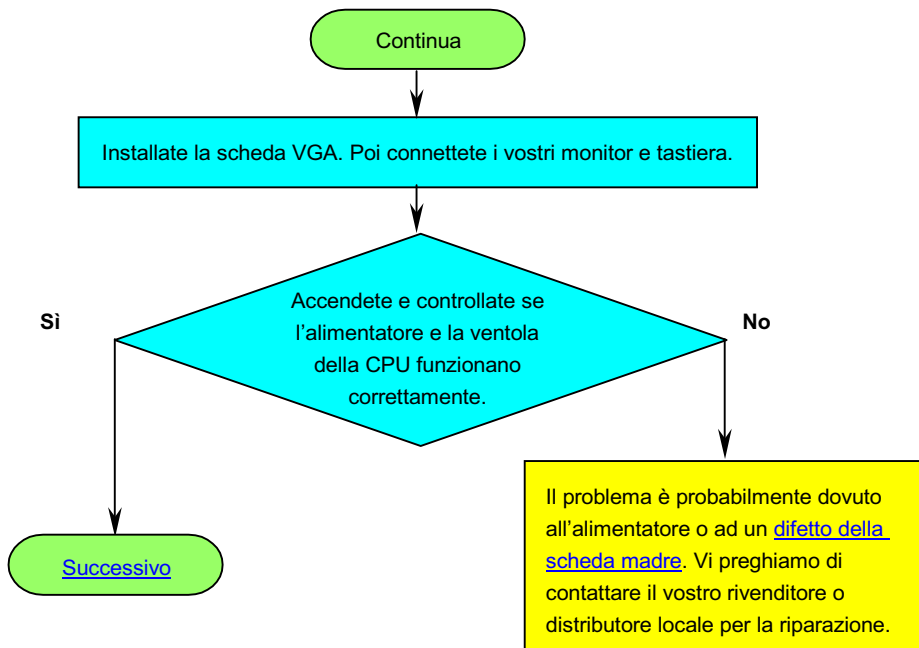 Continua
Installate la scheda VGA. Poi connettete i vostri monitor e tastiera.
Accendete e controllate se
l'alimentatore e la ventola
della CPU funzionano
correttamente.
Sì
No
Successivo
Il problema è probabilmente dovuto
all'alimentatore o ad un difetto della
scheda madre. Vi preghiamo di
contattare il vostro rivenditore o
distributore locale per la riparazione.